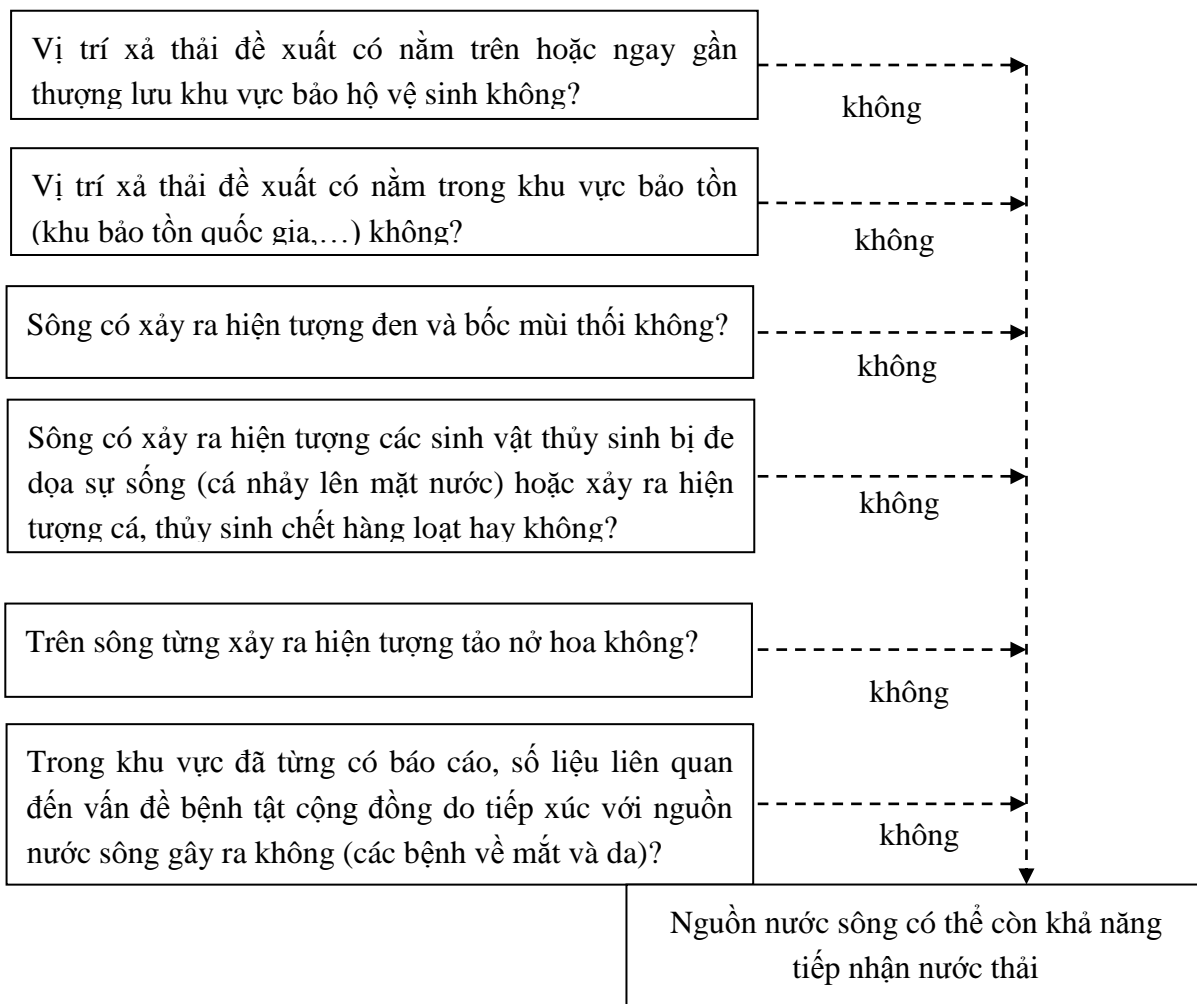 Vị trí xả thải đề xuất có nằm trên hoặc ngay gần
thượng lưu khu vực bảo hộ vệ sinh không?
không
Vị trí xả thải đề xuất có nằm trong khu vực bảo tồn
(khu bảo tồn quốc gia,…) không?
không
Sông có xảy ra hiện tượng đen và bốc mùi thối không?
không
Sông có xảy ra hiện tượng các sinh vật thủy sinh bị đe
dọa sự sống (cá nhảy lên mặt nước) hoặc xảy ra hiện
tượng cá, thủy sinh chết hàng loạt hay không?
không
Trên sông từng xảy ra hiện tượng tảo nở hoa không?
không
Trong khu vực đã từng có báo cáo, số liệu liên quan
đến vấn đề bệnh tật cộng đồng do tiếp xúc với nguồn
nước sông gây ra không (các bệnh về mắt và da)?
không
Nguồn nước sông có thể còn khả năng
tiếp nhận nước thải